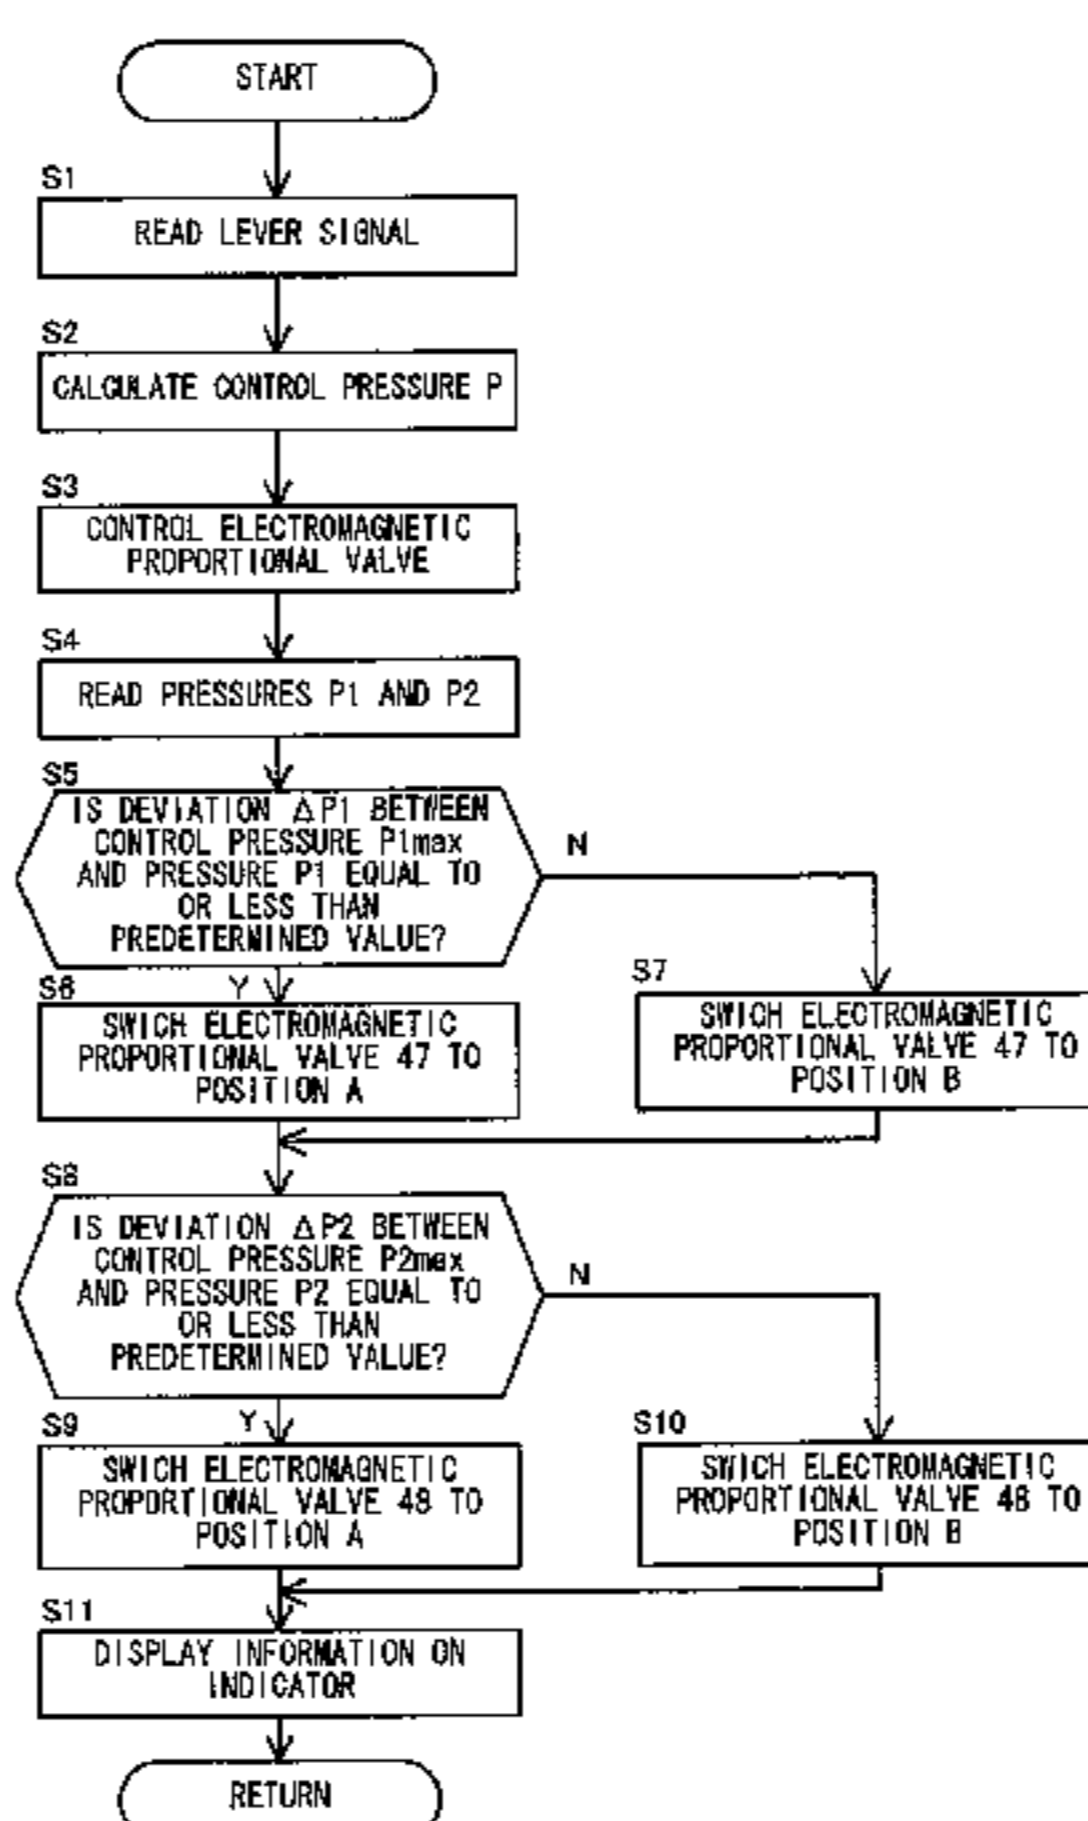 START
S1
READ LEVER SIGNAL
S2
CALCULATE CONTROL PRESSURE P
S3
CONTROL ELECTROMAGNETIC
PROPORTIONAL VALVE
S4
READ PRESSURES P1 AND P2
S5
IS DEVIATION ΔP1 BETWEEN
CONTROL PRESSURE P1max
AND PRESSURE P1 EQUAL TO
OR LESS THAN
PREDETERMINED VALUE?
N
Y
S6
SWICH ELECTROMAGNETIC
PROPORTIONAL VALVE 47 TO
POSITION A
S7
SWICH ELECTROMAGNETIC
PROPORTIONAL VALVE 47 TO
POSITION B
S8
IS DEVIATION ΔP2 BETWEEN
CONTROL PRESSURE P2max
AND PRESSURE P2 EQUAL TO
OR LESS THAN
PREDETERMINED VALUE?
N
Y
S9
SWICH ELECTROMAGNETIC
PROPORTIONAL VALVE 48 TO
POSITION A
S10
SWICH ELECTROMAGNETIC
PROPORTIONAL VALVE 48 TO
POSITION B
S11
DISPLAY INFORMATION ON
INDICATOR
RETURN